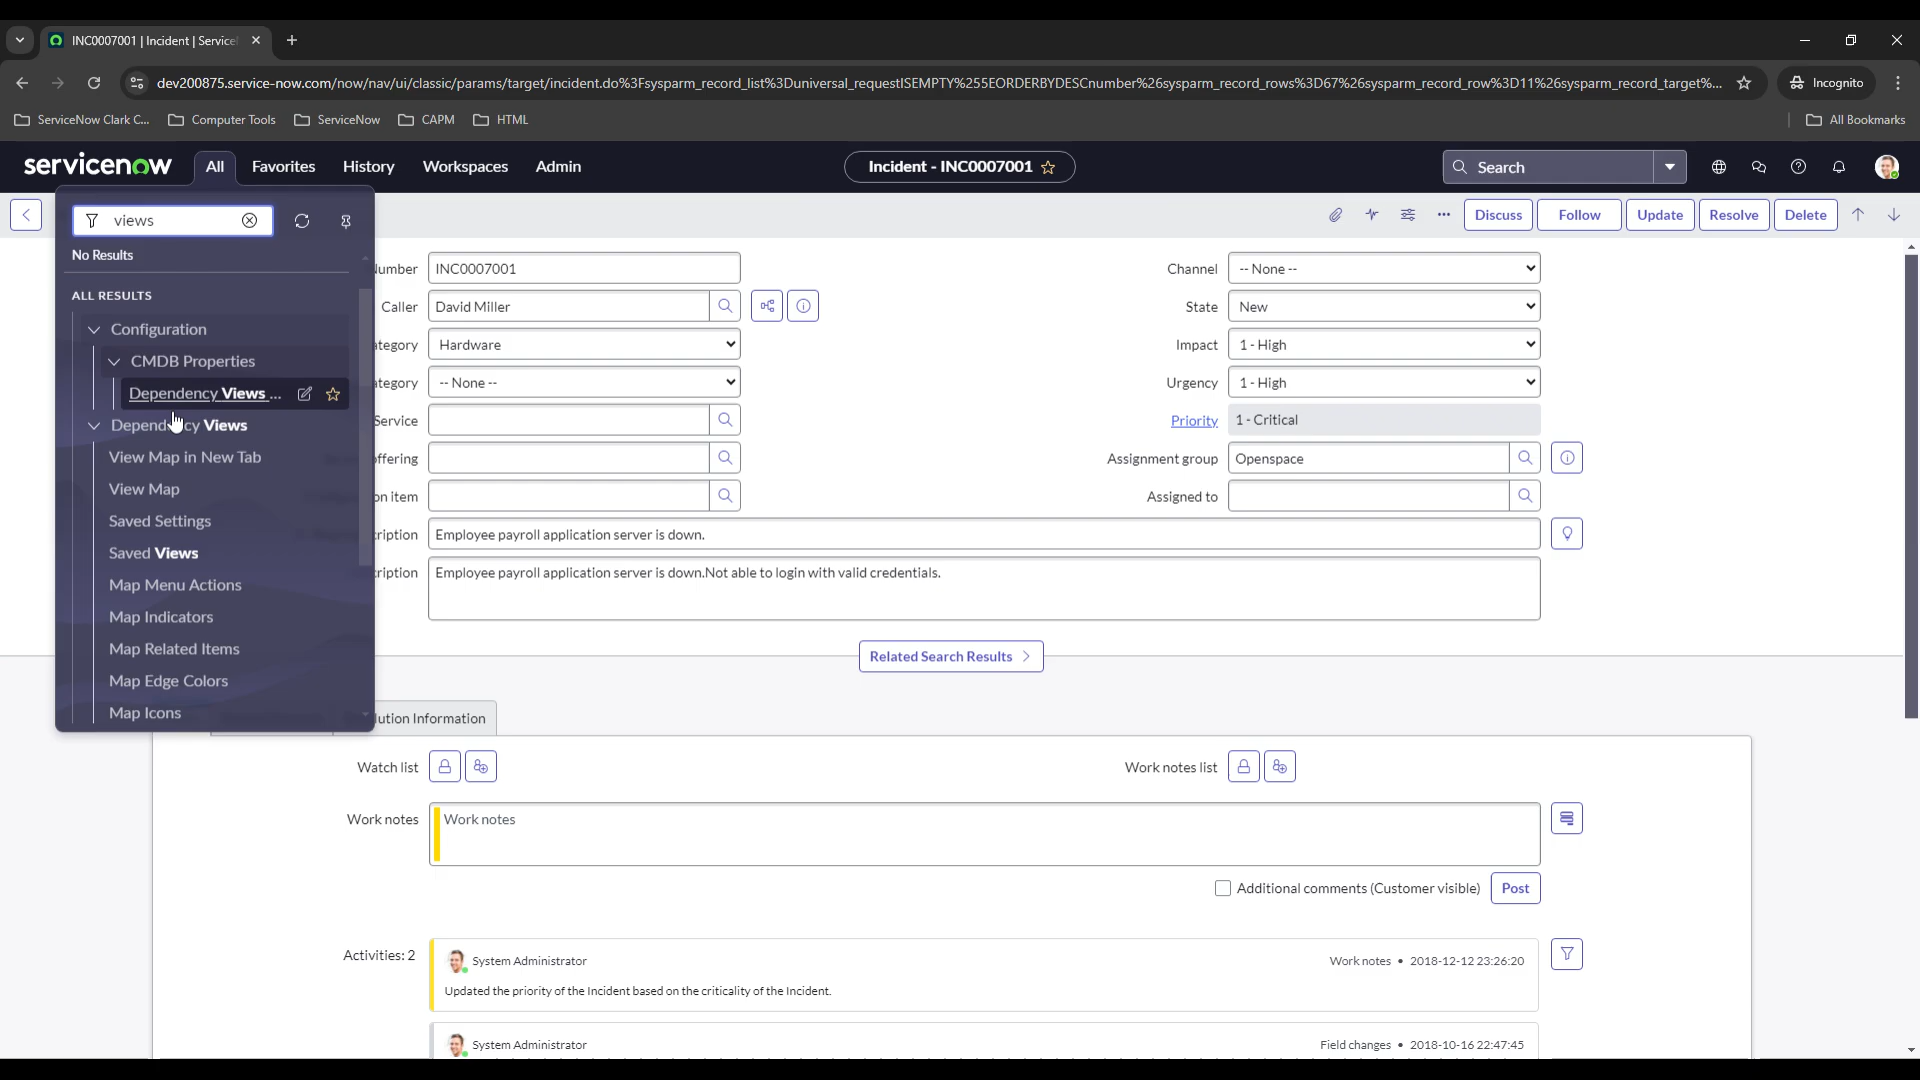 INC0007001 | Incident | Service
dev200875.service-now.com/now/nav/ui/classic/params/target/incident.do%3Fsysparm_record_list%3Duniversal_requestISEMPTY%255EORDERBYDESCnumber%26sysparm_record_rows%3D67%26sysparm_record_row%3D11%26sysparm_record_target%...
Incognito
ServiceNow Clark C...
Computer Tools
ServiceNow
CAPM
HTML
All Bookmarks
servicenow
All
Favorites
History
Workspaces
Admin
Incident - INC0007001
Search
views
Discuss
Follow
Update
Resolve
Delete
No Results
ALL RESULTS
Configuration
CMDB Properties
Dependency Views ...
Dependency Views
View Map in New Tab
View Map
Saved Settings
Saved Views
Map Menu Actions
Map Indicators
Map Related Items
Map Edge Colors
Map Icons
INC0007001
Channel
-- None --
Caller
David Miller
State
New
Hardware
Impact
1 - High
-- None --
Urgency
1 - High
Service
Priority
1 - Critical
Assignment group
Openspace
Assigned to
Employee payroll application server is down.
Employee payroll application server is down.Not able to login with valid credentials.
Related Search Results
Information
Watch list
Work notes list
Work notes
Work notes
Additional comments (Customer visible)
Post
Activities: 2
System Administrator
Work notes • 2018-12-12 23:26:20
Updated the priority of the Incident based on the criticality of the Incident.
System Administrator
Field changes • 2018-10-16 22:47:45